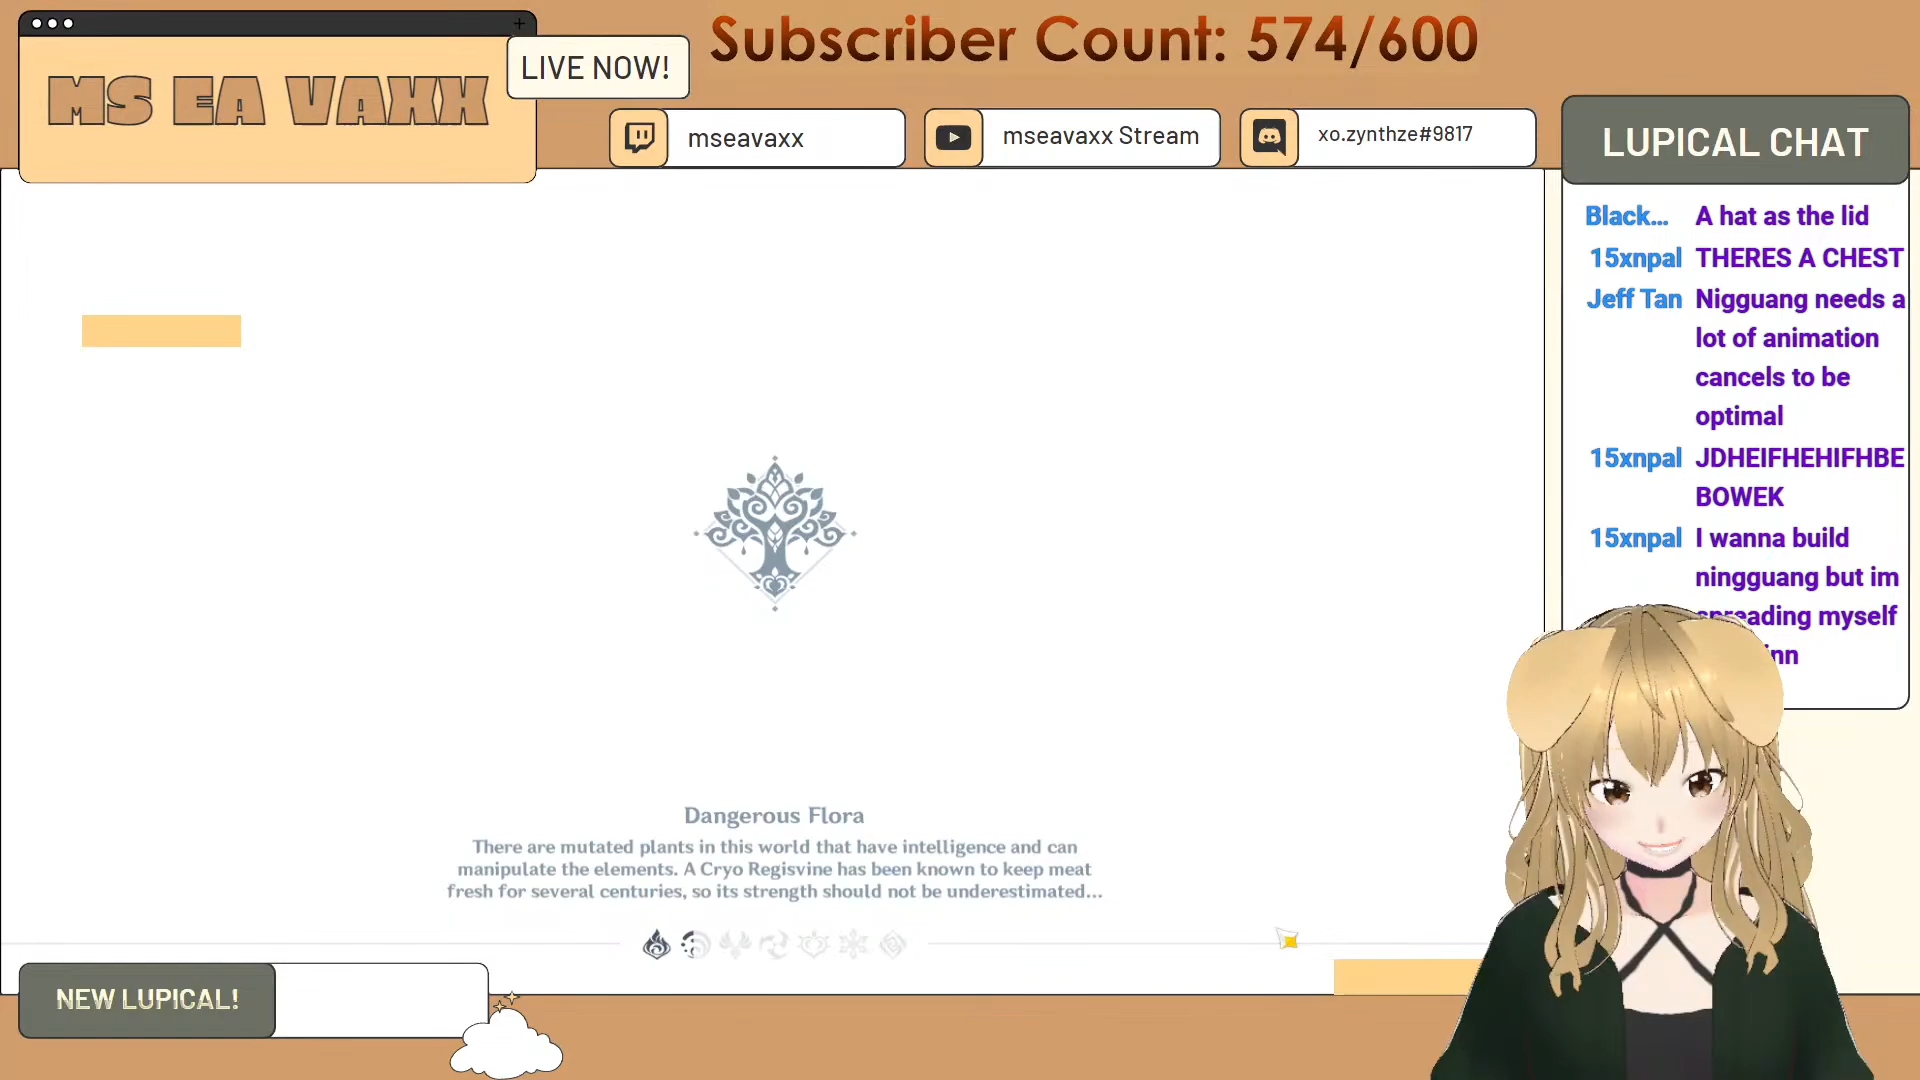 Subscriber Count: 574/600
MS EA VAXX
LIVE NOW!
mseavaxx
mseavaxx Stream
xo.zynthze#9817
LUPICAL CHAT
Black... A hat as the lid
15xnpal THERES A CHEST
Jeff Tan Nigguang needs a
lot of animation
cancels to be
optimal
15xnpal JDHEIFHEHIFHBE
BOWEK
15xnpal I wanna build
ningguang but im
spreading myself
Dangerous Flora
There are mutated plants in this world that have intelligence and can
manipulate the elements. A Cryo Regisvine has been known to keep meat
fresh for several centuries, so its strength should not be underestimated...
NEW LUPICAL!